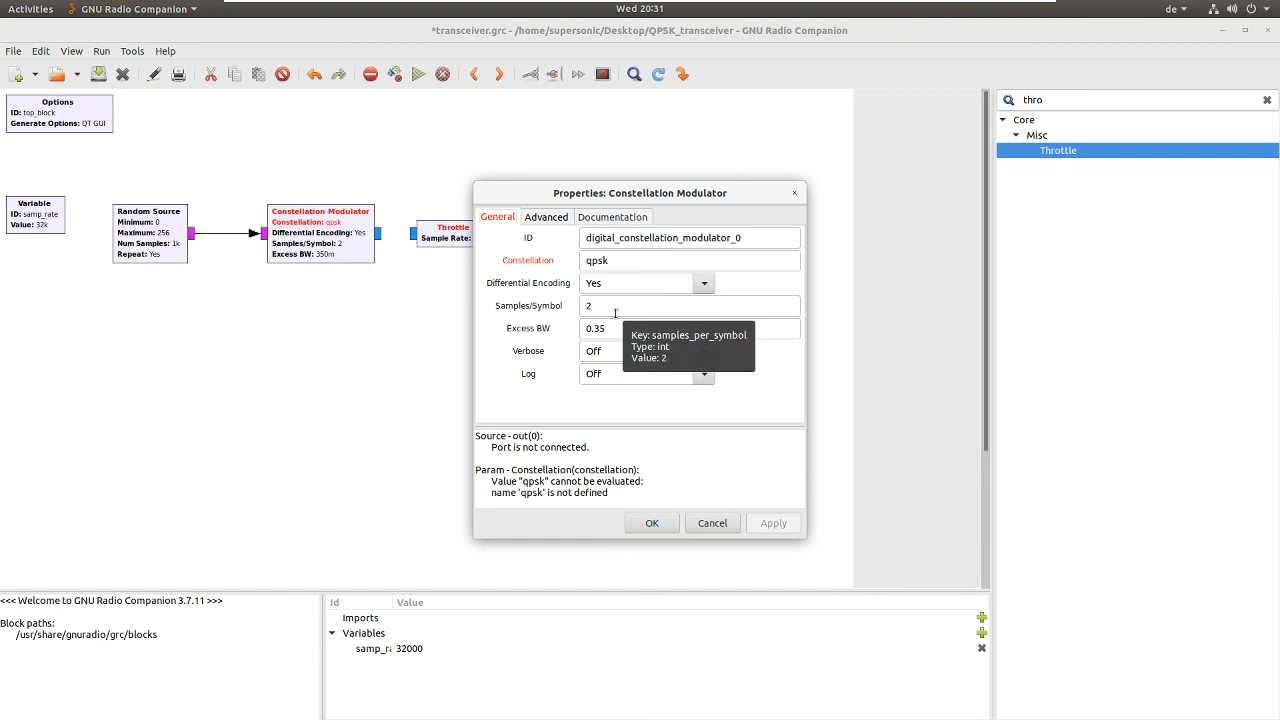 Activities
GNU Radio Companion
Wed 20:31
de
*transceiver.grc - /home/supersonic/Desktop/QPSK_transceiver - GNU Radio Companion
File Edit View Run Tools Help
Options
ID: top_block
Generate Options: QT GUI
Variable
ID: samp_rate
Value: 32k
Random Source
Minimum: 0
Maximum: 256
Num Samples: 1k
Repeat: Yes
Constellation Modulator
Constellation: qpsk
Differential Encoding: Yes
Samples/Symbol: 2
Excess BW: 350m
Throttle
Sample Rate:
Properties: Constellation Modulator
General Advanced Documentation
ID digital_constellation_modulator_0
Constellation qpsk
Differential Encoding Yes
Samples/Symbol 2
Excess BW 0.35
Verbose Off
Log Off
Key: samples_per_symbol
Type: int
Value: 2
Source - out(0):
Port is not connected.
Param - Constellation(constellation):
Value "qpsk" cannot be evaluated:
name 'qpsk' is not defined
OK Cancel Apply
thro
Core
Misc
Throttle
<<< Welcome to GNU Radio Companion 3.7.11 >>>
Block paths:
/usr/share/gnuradio/grc/blocks
Id Value
Imports
Variables
samp_ra 32000